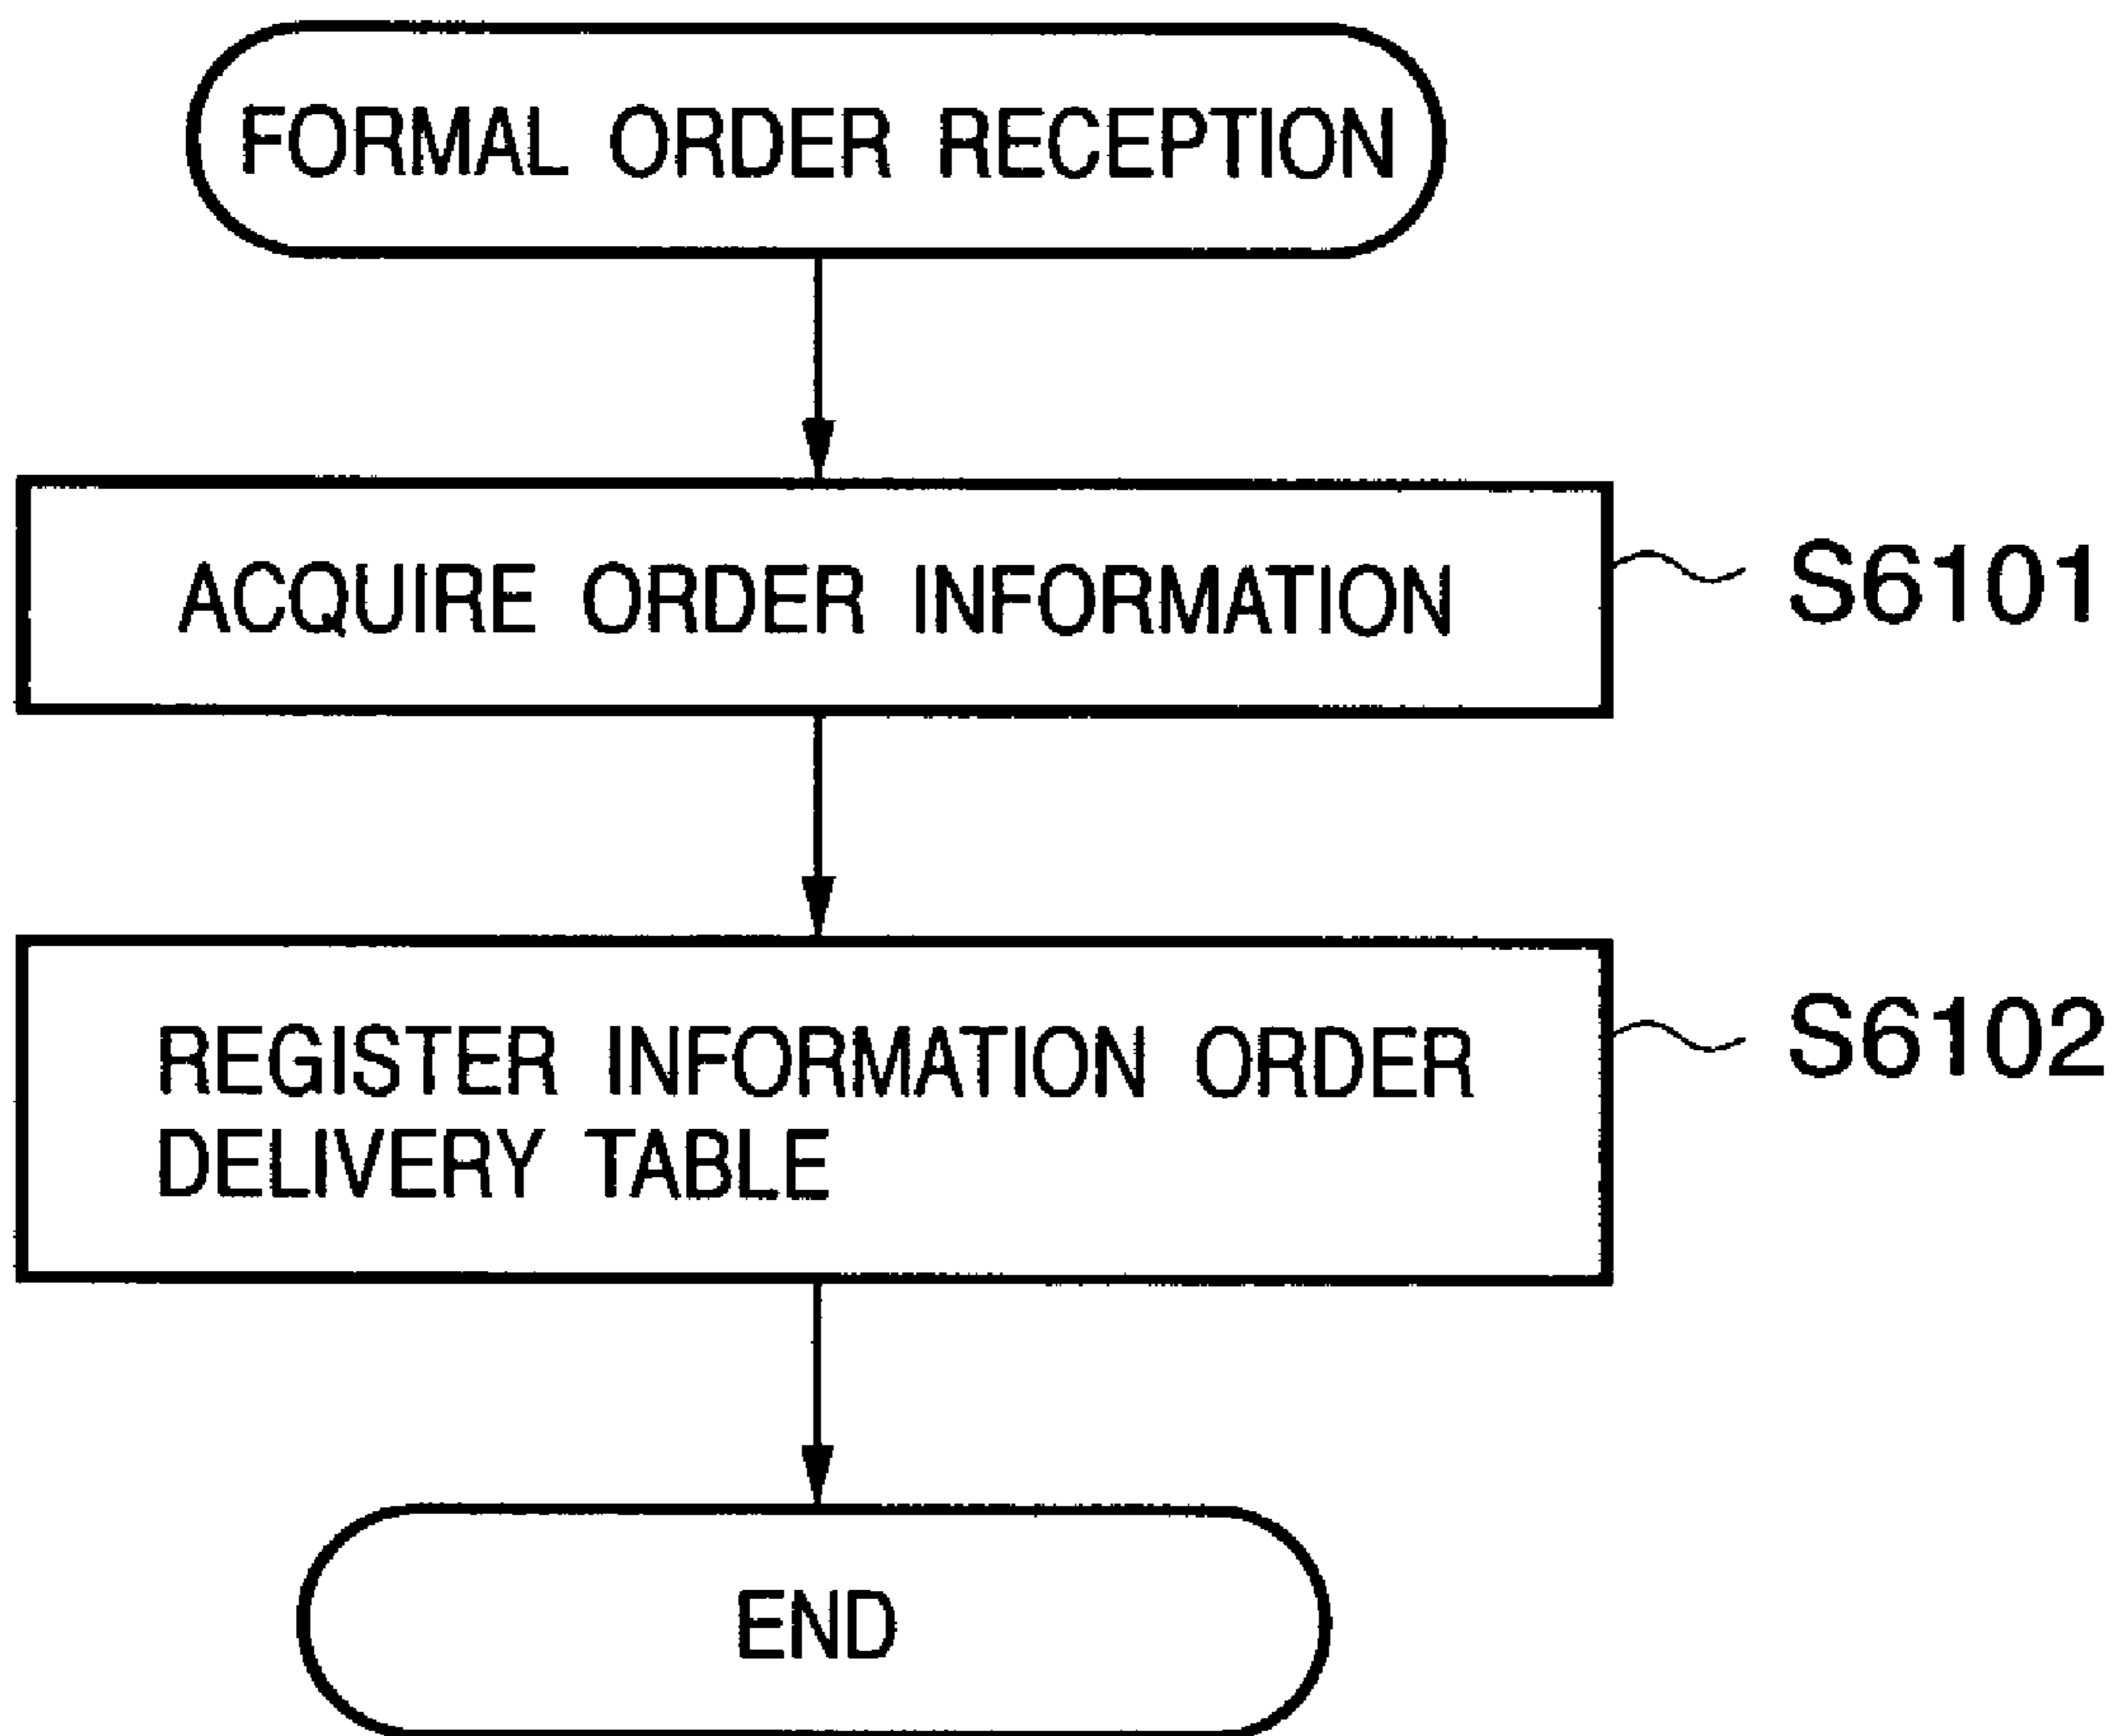 FORMAL ORDER RECEPTION
ACQUIRE ORDER INFORMATION
S6101
REGISTER INFORMATION ORDER
DELIVERY TABLE
S6102
END